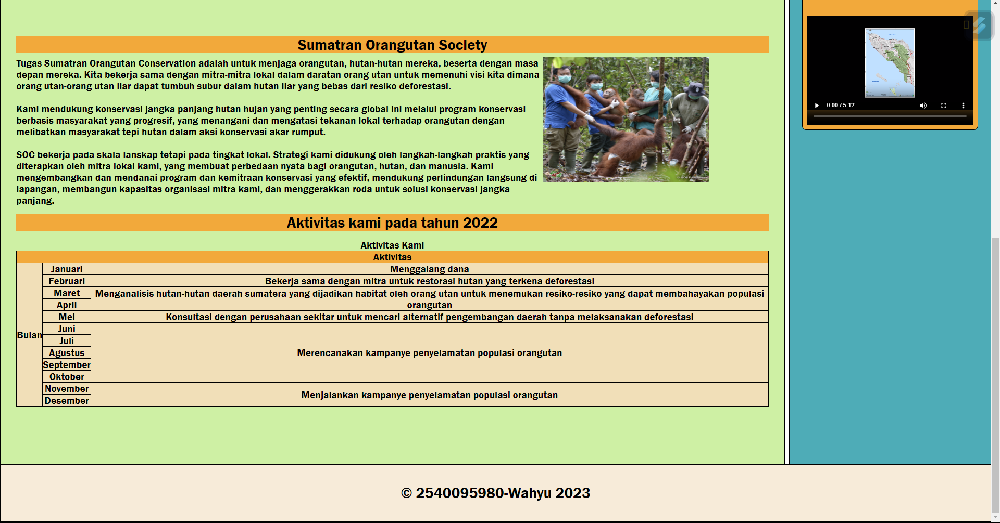 Sumatran Orangutan Society
Tugas Sumatran Orangutan Conservation adalah untuk menjaga orangutan, hutan-hutan mereka, beserta dengan masa
depan mereka. Kita bekerja sama dengan mitra-mitra lokal dalam daratan orang utan untuk memenuhi visi kita dimana
orang utan-orang utan liar dapat tumbuh subur dalam hutan liar yang bebas dari resiko deforestasi.
Kami mendukung konservasi jangka panjang hutan hujan yang penting secara global ini melalui program konservasi
berbasis masyarakat yang progresif, yang menangani dan mengatasi tekanan lokal terhadap orangutan dengan
melibatkan masyarakat tepi hutan dalam aksi konservasi akar rumput.
SOC bekerja pada skala lanskap tetapi pada tingkat lokal. Strategi kami didukung oleh langkah-langkah praktis yang
diterapkan oleh mitra lokal kami, yang membuat perbedaan nyata bagi orangutan, hutan, dan manusia. Kami
mengembangkan dan mendanai program dan kemitraan konservasi yang efektif, mendukung perlindungan langsung di
lapangan, membangun kapasitas organisasi mitra kami, dan menggerakkan roda untuk solusi konservasi jangka
panjang.
Aktivitas kami pada tahun 2022
Aktivitas Kami
Aktivitas
Bulan
Januari Menggalang dana
Februari Bekerja sama dengan mitra untuk restorasi hutan yang terkena deforestasi
Maret Menganalisis hutan-hutan daerah sumatera yang dijadikan habitat oleh orang utan untuk menemukan resiko-resiko yang dapat membahayakan populasi
April orangutan
Mei Konsultasi dengan perusahaan sekitar untuk mencari alternatif pengembangan daerah tanpa melaksanakan deforestasi
Juni
Juli
Agustus Merencanakan kampanye penyelamatan populasi orangutan
September
Oktober
November
Menjalankan kampanye penyelamatan populasi orangutan
Desember
0:00 / 5:12
© 2540095980-Wahyu 2023